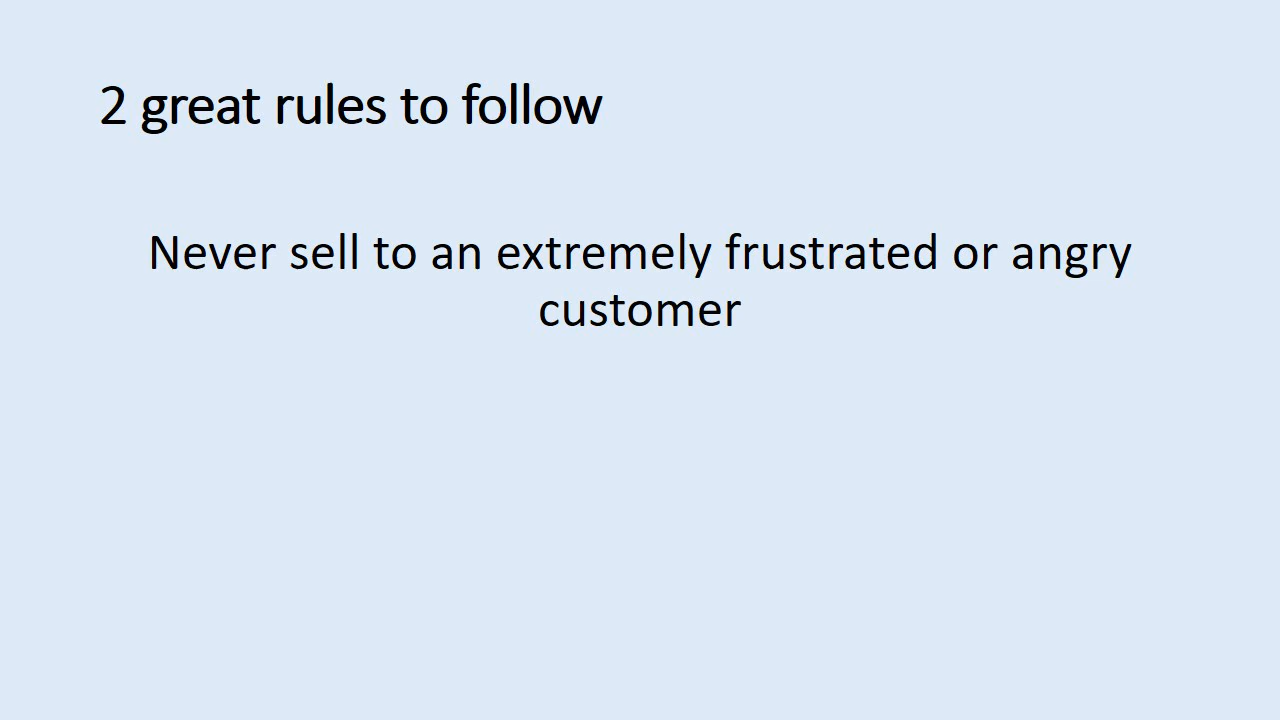 2 great rules to follow
Never sell to an extremely frustrated or angry
customer